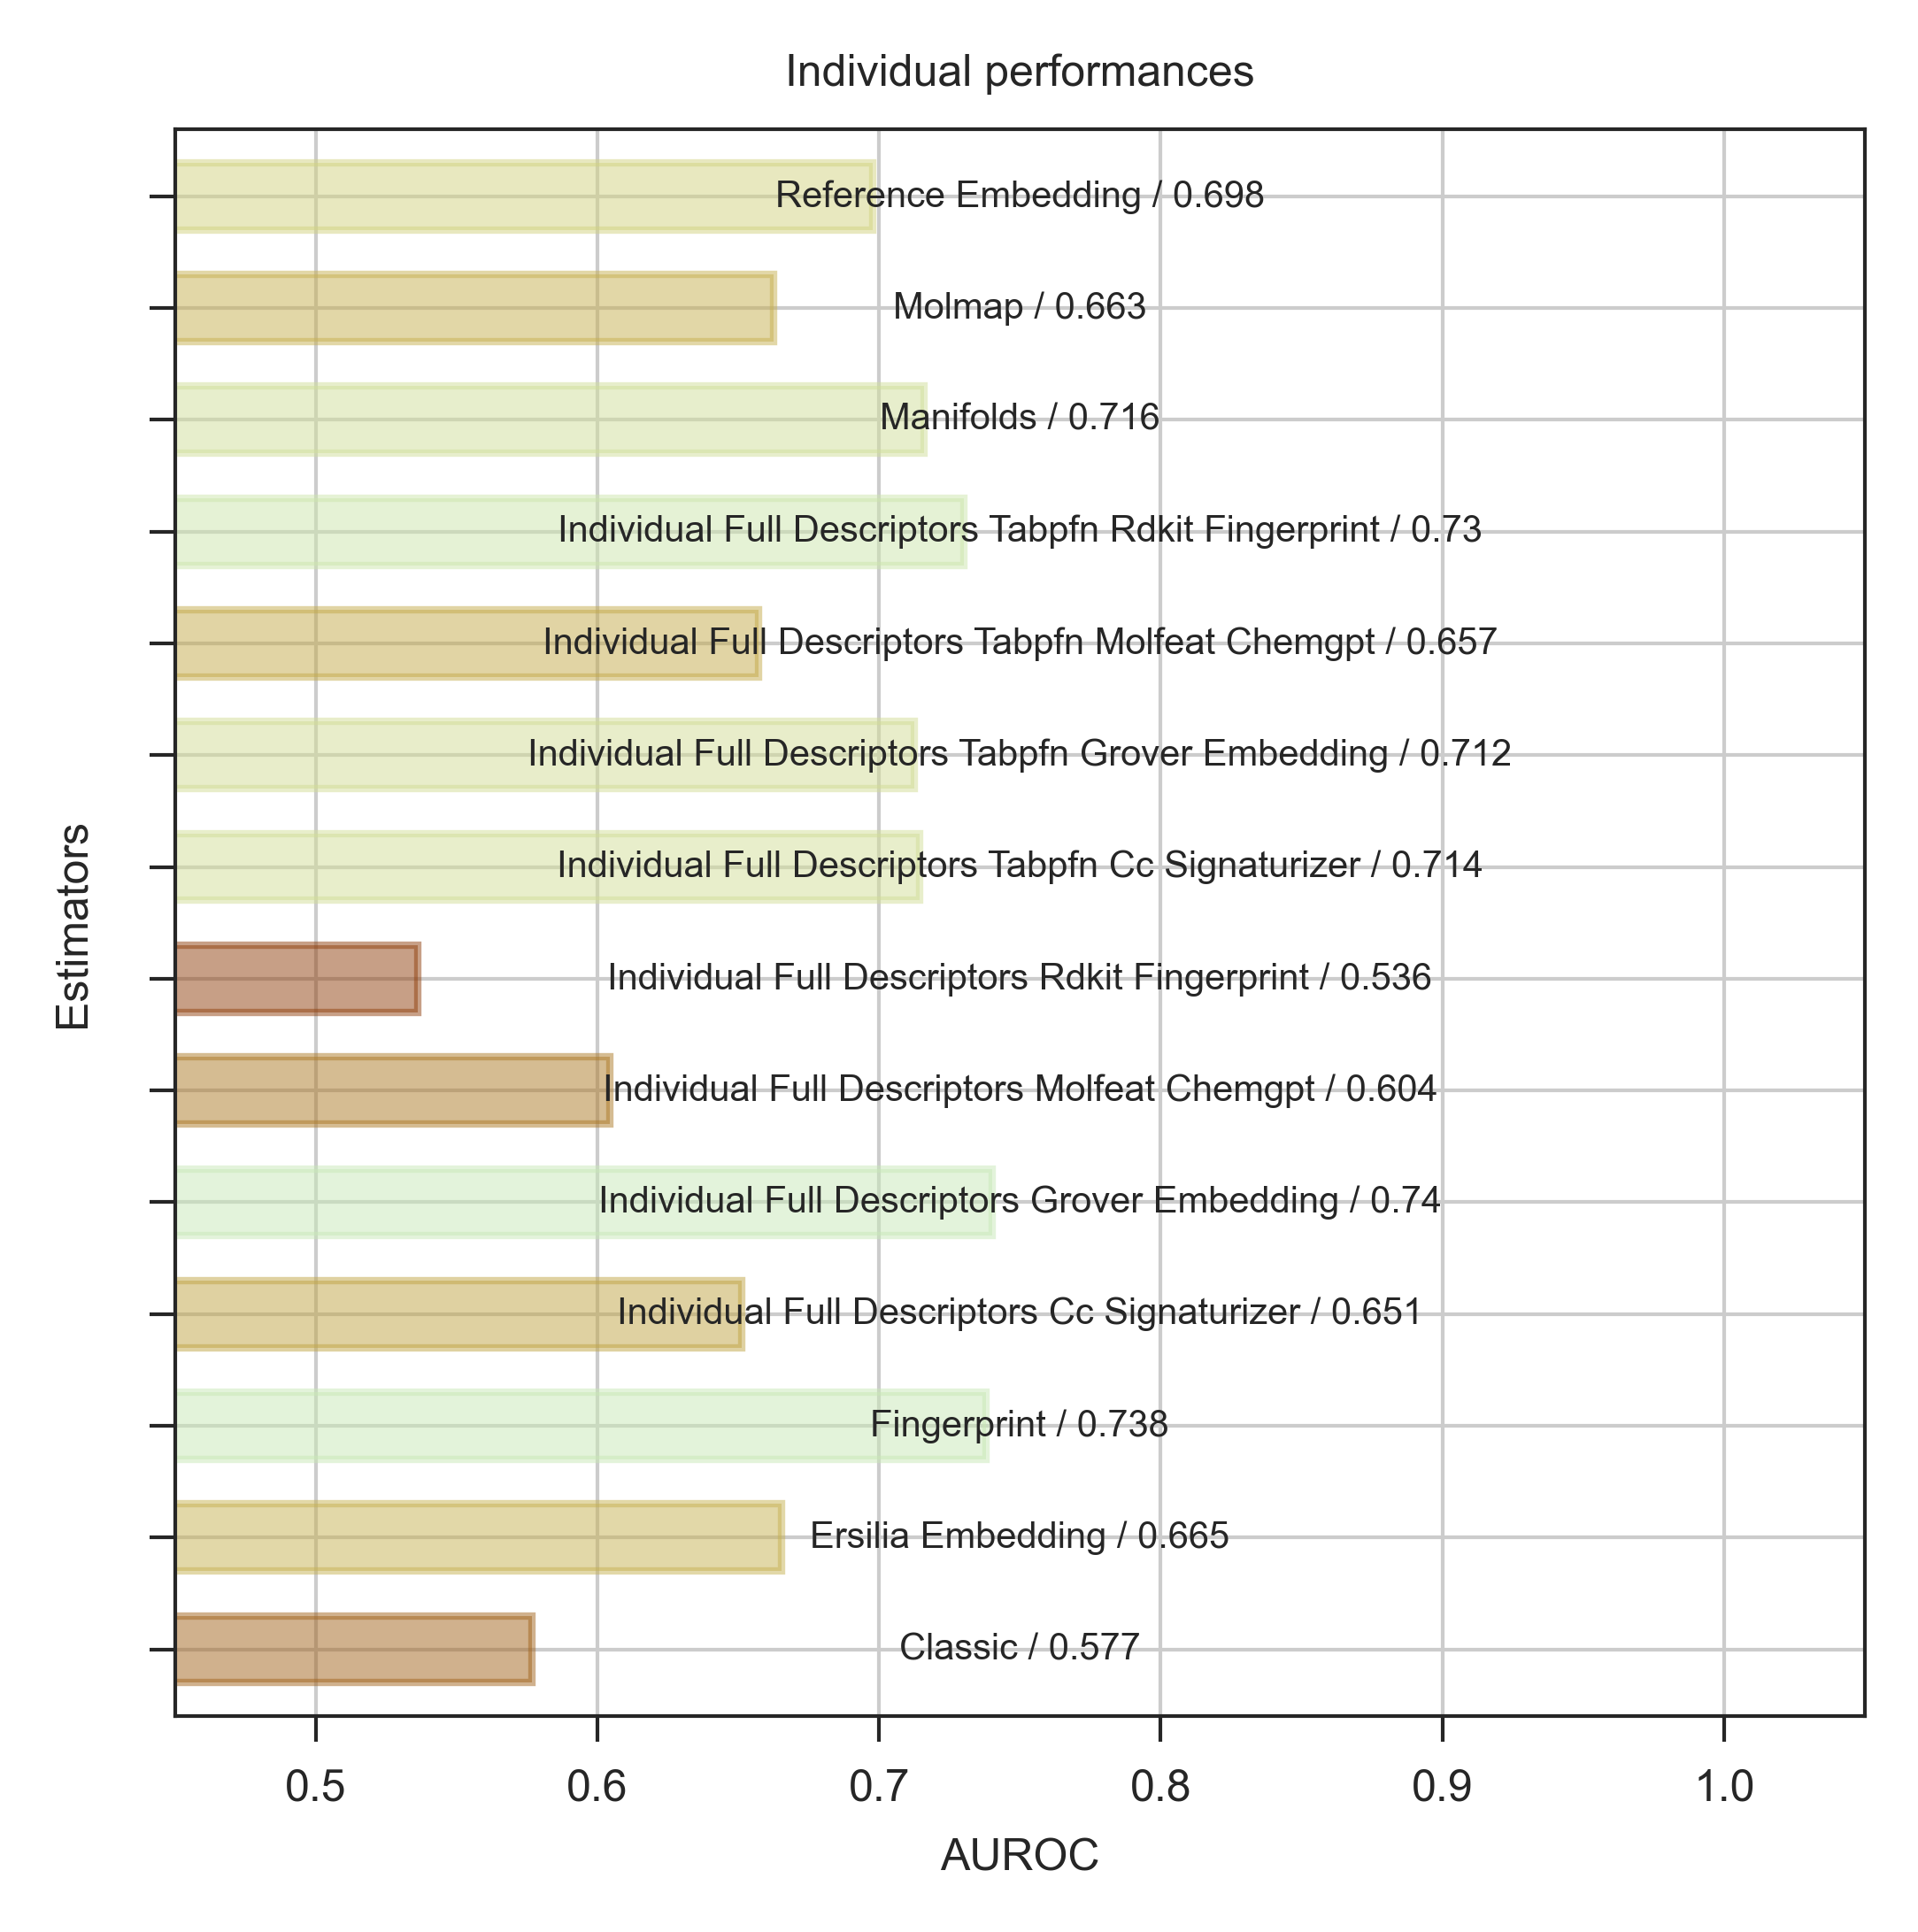 Individual performances
Reference Embedding / 0.698
Molmap / 0.663
Manifolds / 0.716
Individual Full Descriptors Tabpfn Rdkit Fingerprint / 0.73
Individual Full Descriptors Tabpfn Molfeat Chemgpt / 0.657
Individual Full Descriptors Tabpfn Grover Embedding / 0.712
Individual Full Descriptors Tabpfn Cc Signaturizer / 0.714
Individual Full Descriptors Rdkit Fingerprint / 0.536
Individual Full Descriptors Molfeat Chemgpt / 0.604
Individual Full Descriptors Grover Embedding / 0.74
Individual Full Descriptors Cc Signaturizer / 0.651
Fingerprint / 0.738
Ersilia Embedding / 0.665
Classic / 0.577
Estimators
0.5 0.6 0.7 0.8 0.9 1.0
AUROC